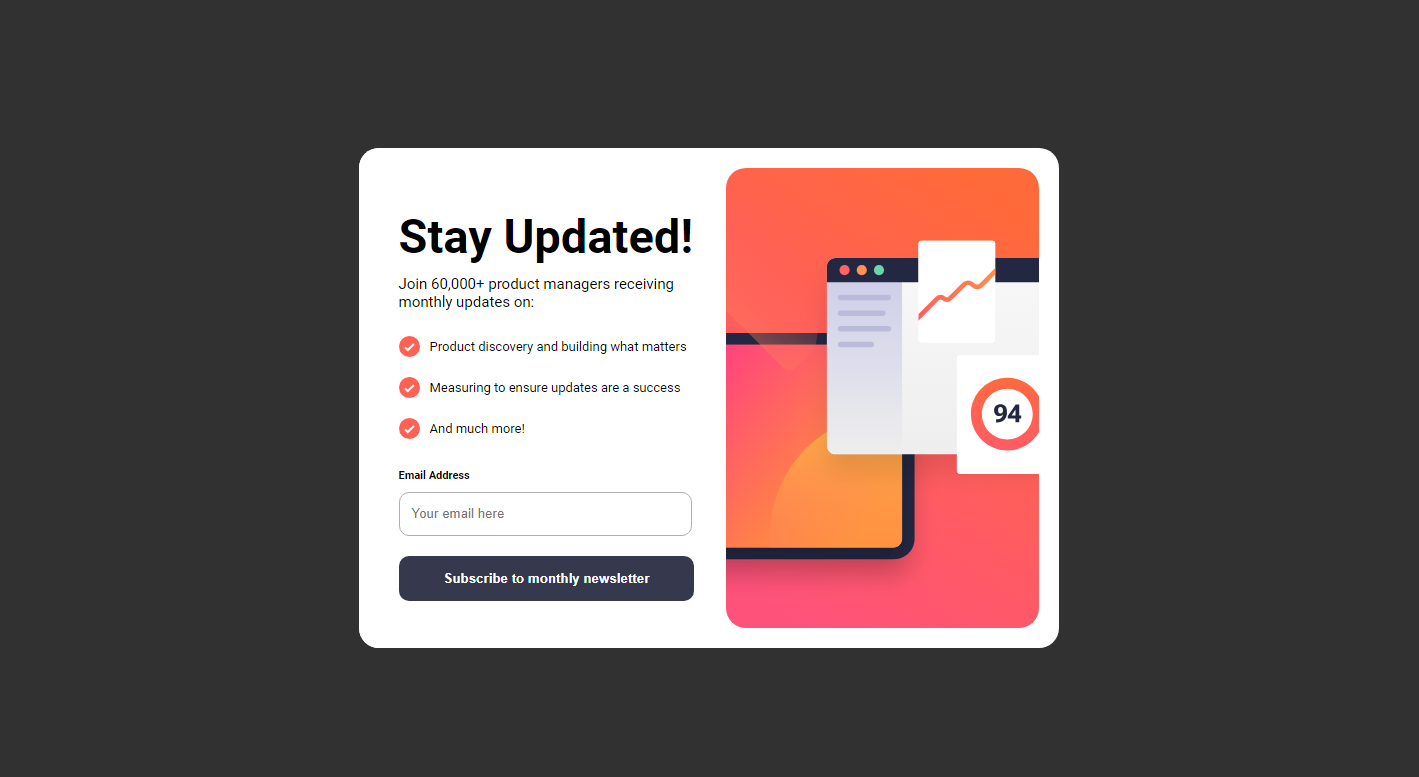 Stay Updated!
Join 60,000+ product managers receiving
monthly updates on:
Product discovery and building what matters
Measuring to ensure updates are a success
And much more!
Email Address
Your email here
Subscribe to monthly newsletter
94